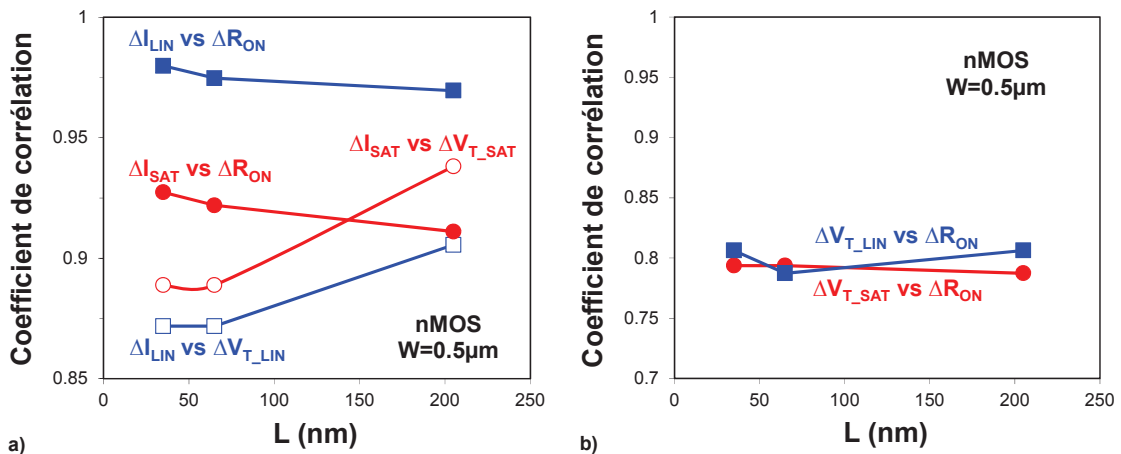 Coefficient de corrélation
1
0.95
0.9
0.85
ΔI_LIN vs ΔR_ON
ΔI_SAT vs ΔV_T_SAT
ΔI_SAT vs ΔR_ON
ΔI_LIN vs ΔV_T_LIN
nMOS
W=0.5µm
0 50 100 150 200 250
L (nm)
a)
Coefficient de corrélation
1
0.95
0.9
0.85
0.8
0.75
0.7
nMOS
W=0.5µm
ΔV_T_LIN vs ΔR_ON
ΔV_T_SAT vs ΔR_ON
0 50 100 150 200 250
L (nm)
b)